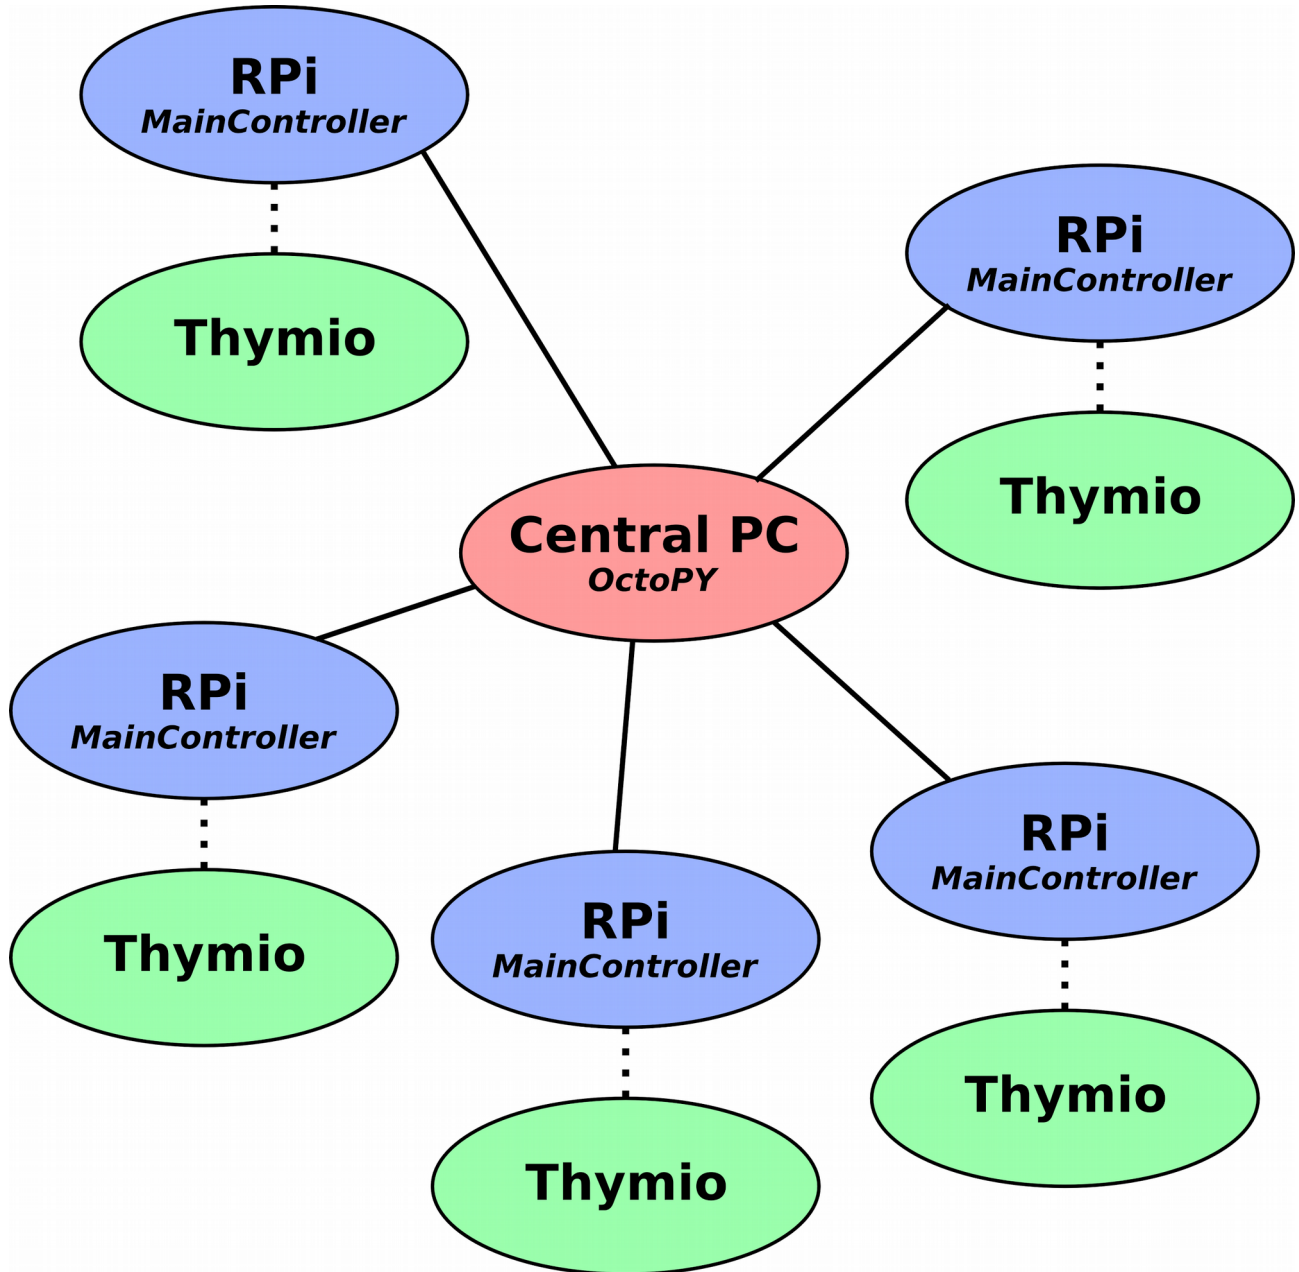 RPi
MainController
Thymio
RPi
MainController
Thymio
Central PC
OctoPY
RPi
MainController
Thymio
RPi
MainController
Thymio
RPi
MainController
Thymio